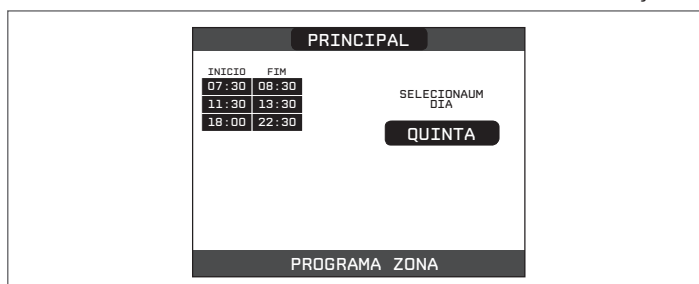 PRINCIPAL
INICIO FIM
07:30 08:30
11:30 13:30
18:00 22:30
SELECIONAUM
DIA
QUINTA
PROGRAMA ZONA